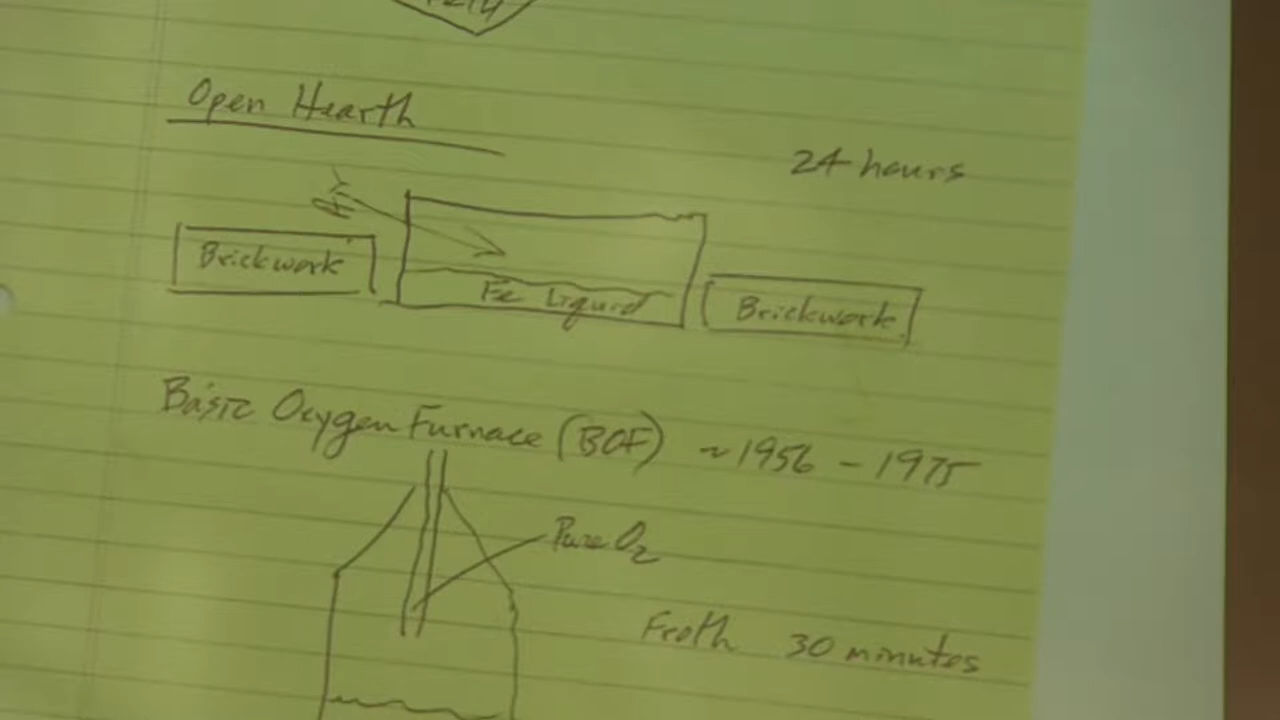 Open Hearth
24 hours
Brickwork
Fe Liquid
Brickwork
Basic Oxygen Furnace (BOF) ~1956 - 1975
Pure O2
Froth 30 minutes